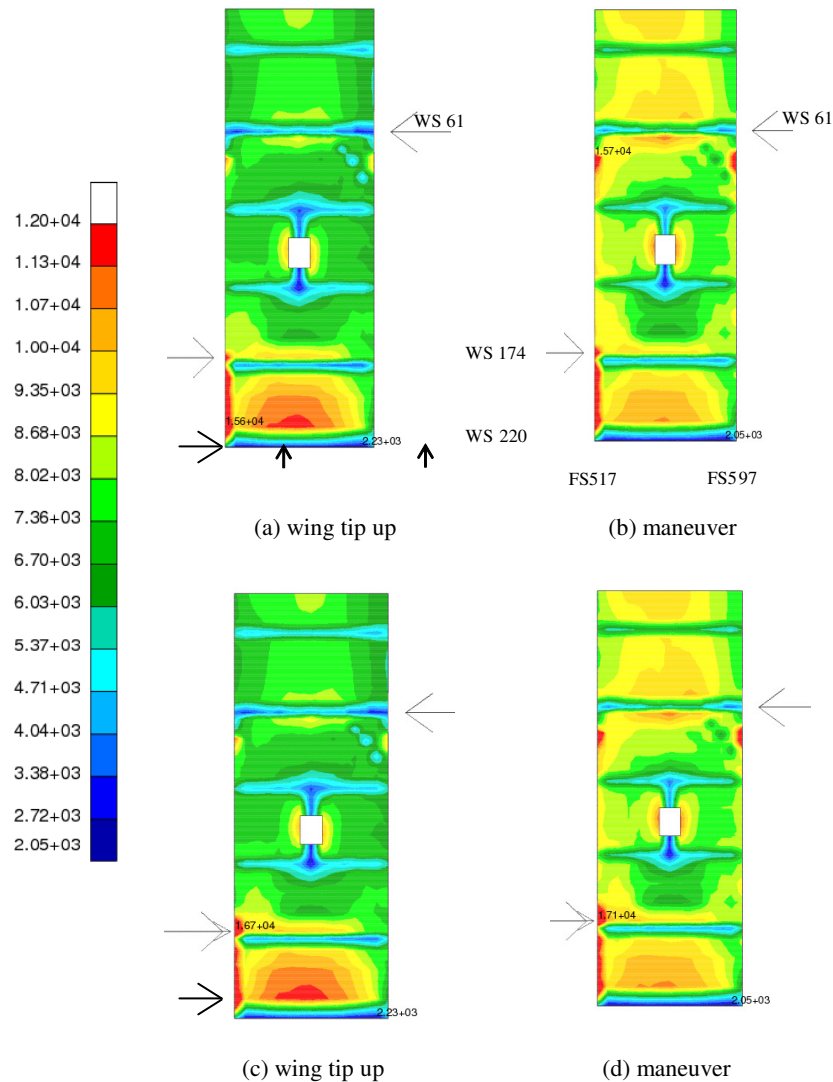 WS 61
WS 61
1.57+04
1.20+04
1.13+04
1.07+04
1.00+04
9.35+03
8.68+03
8.02+03
7.36+03
6.70+03
6.03+03
5.37+03
4.71+03
4.04+03
3.38+03
2.72+03
2.05+03
WS 174
1.56+04
2.23+03
WS 220
2.05+03
FS517 FS597
(a) wing tip up
(b) maneuver
1.67+04
2.23+03
1.71+04
2.05+03
(c) wing tip up
(d) maneuver